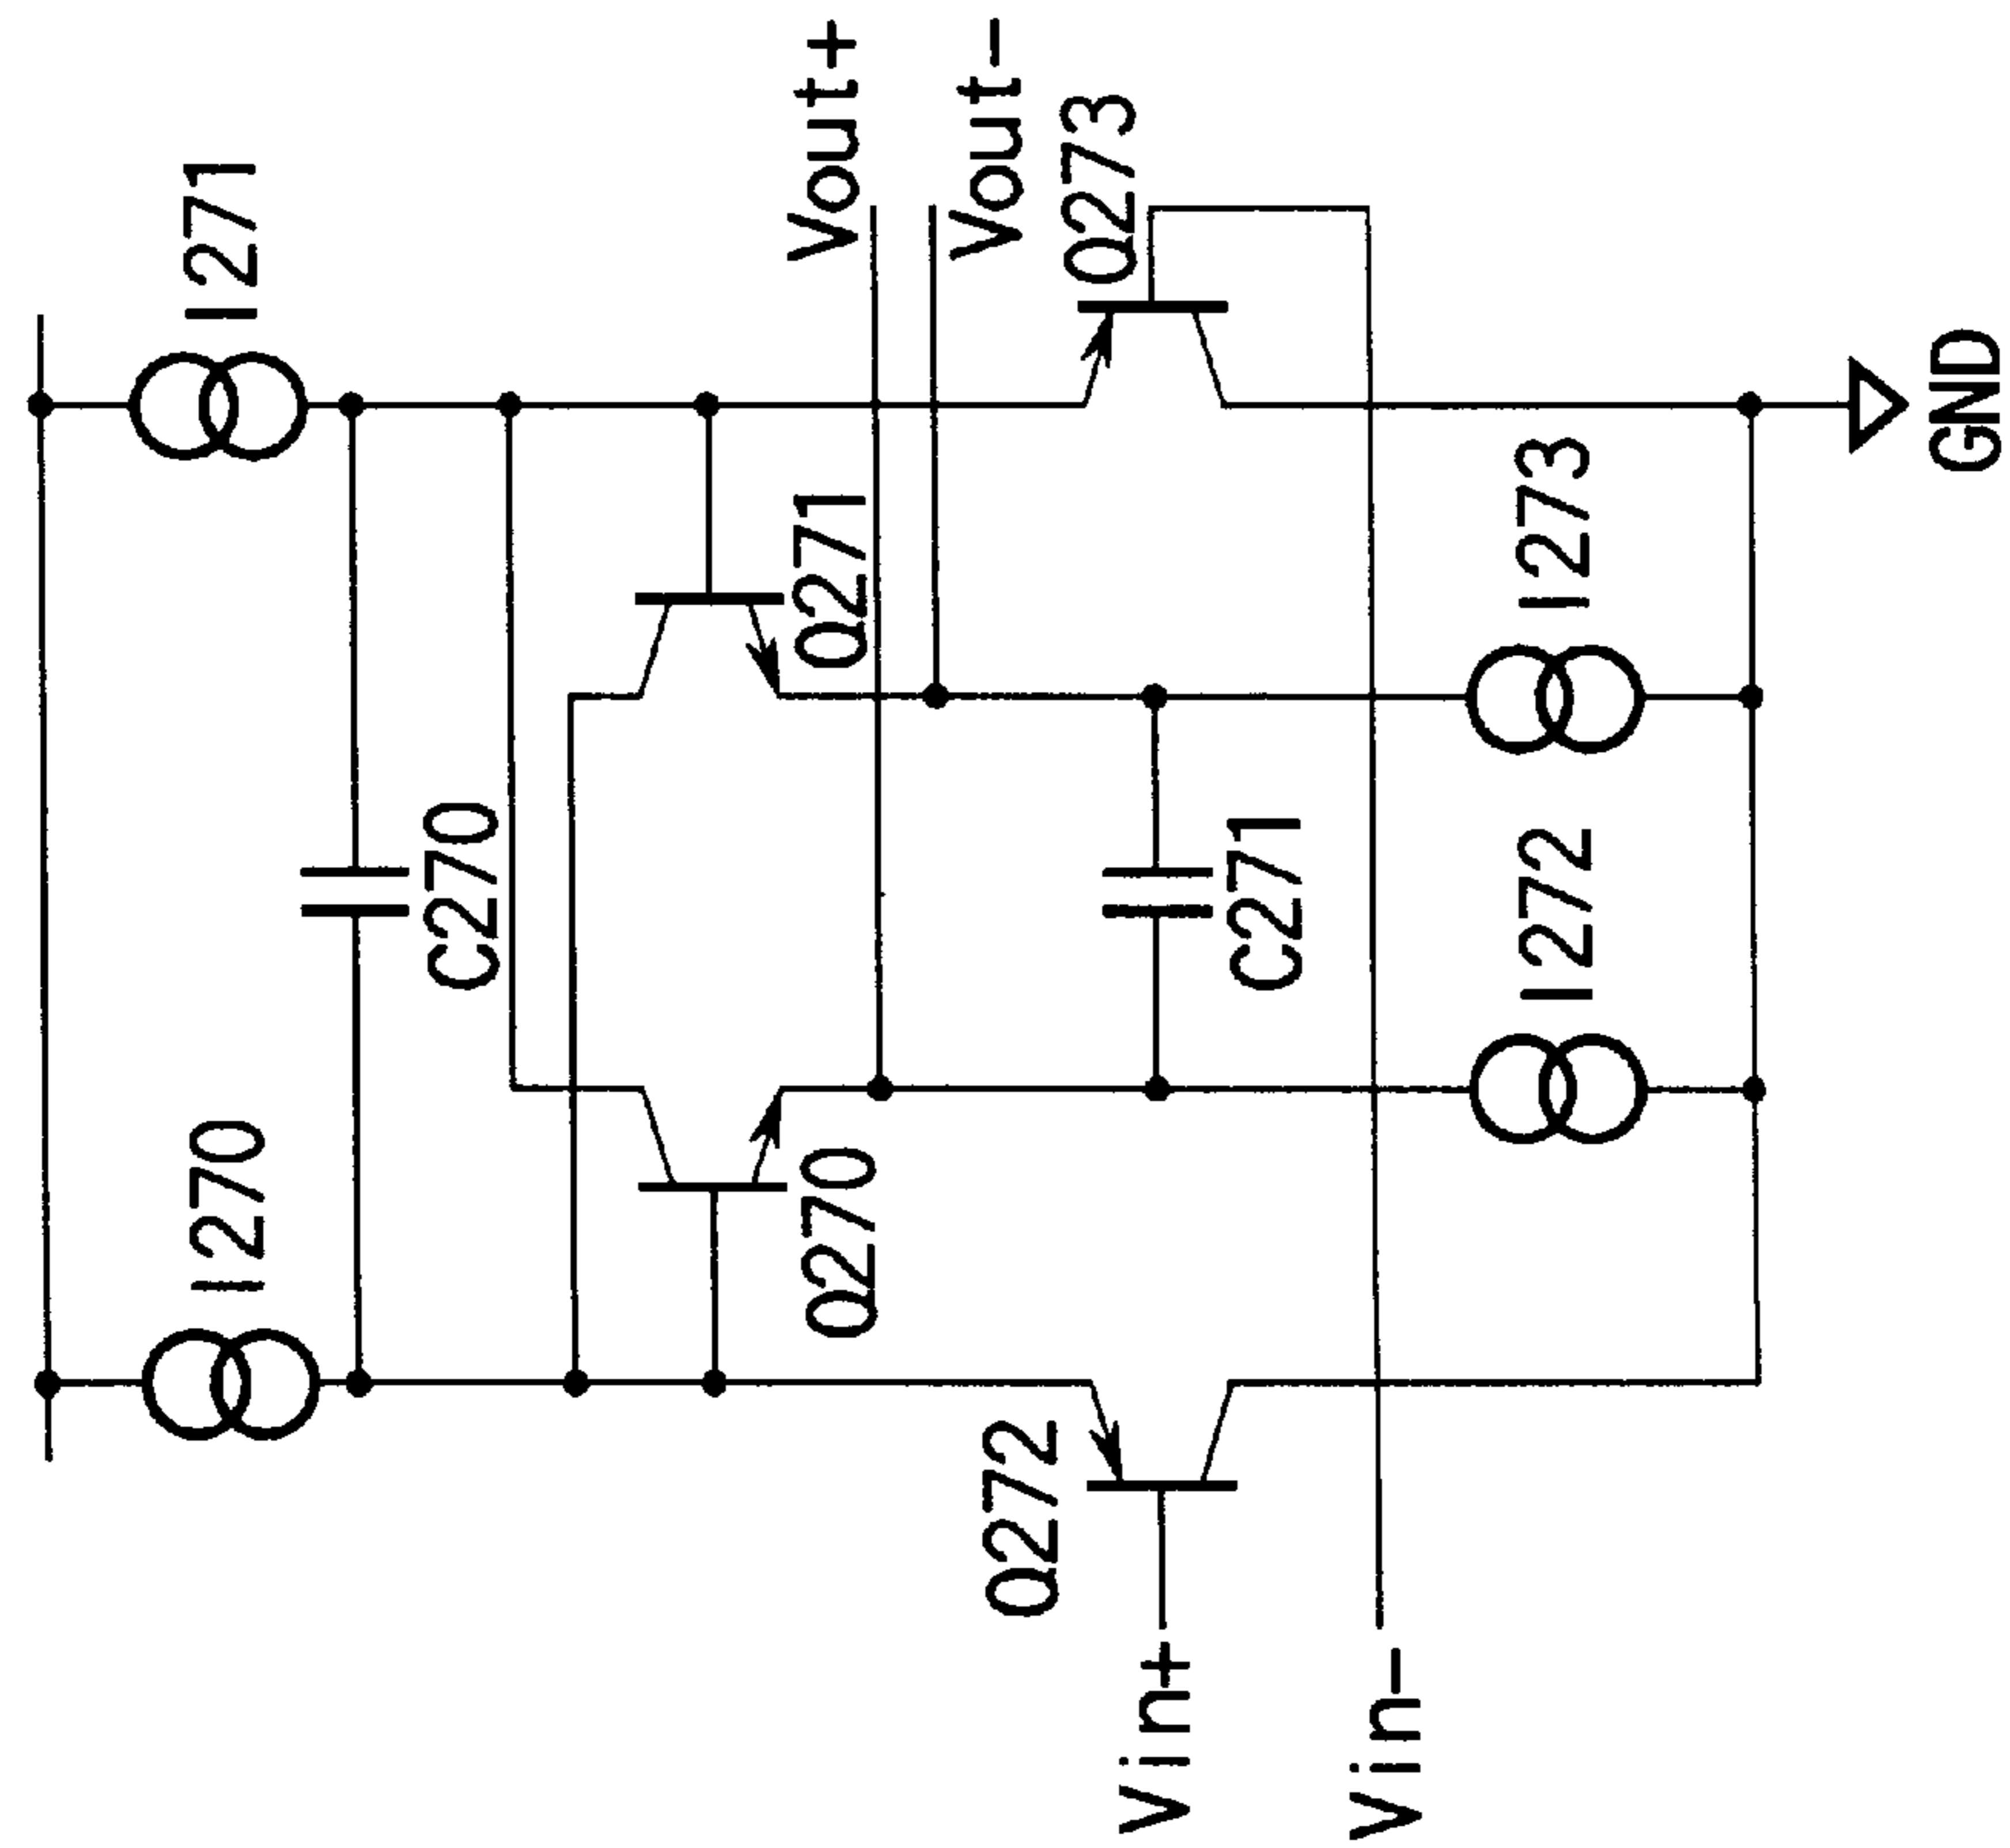 I270
I271
C270
Q270
Q271
Vout+
Vout-
Q272
Q273
Vin+
Vin-
C271
I272
I273
GND